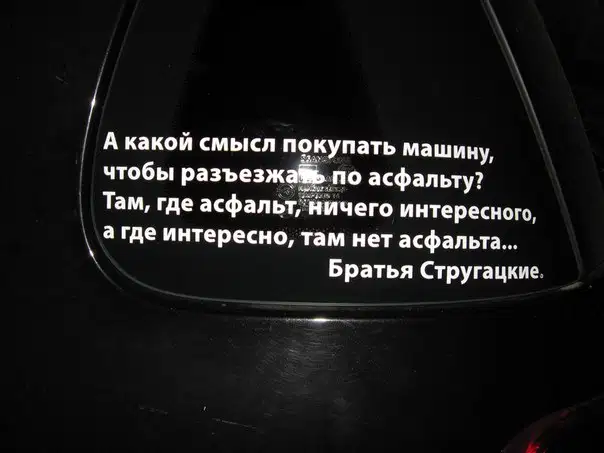 А какой смысл покупать машину,
чтобы разъезжать по асфальту?
Там, где асфальт, ничего интересного,
а где интересно, там нет асфальта...
Братья Стругацкие.